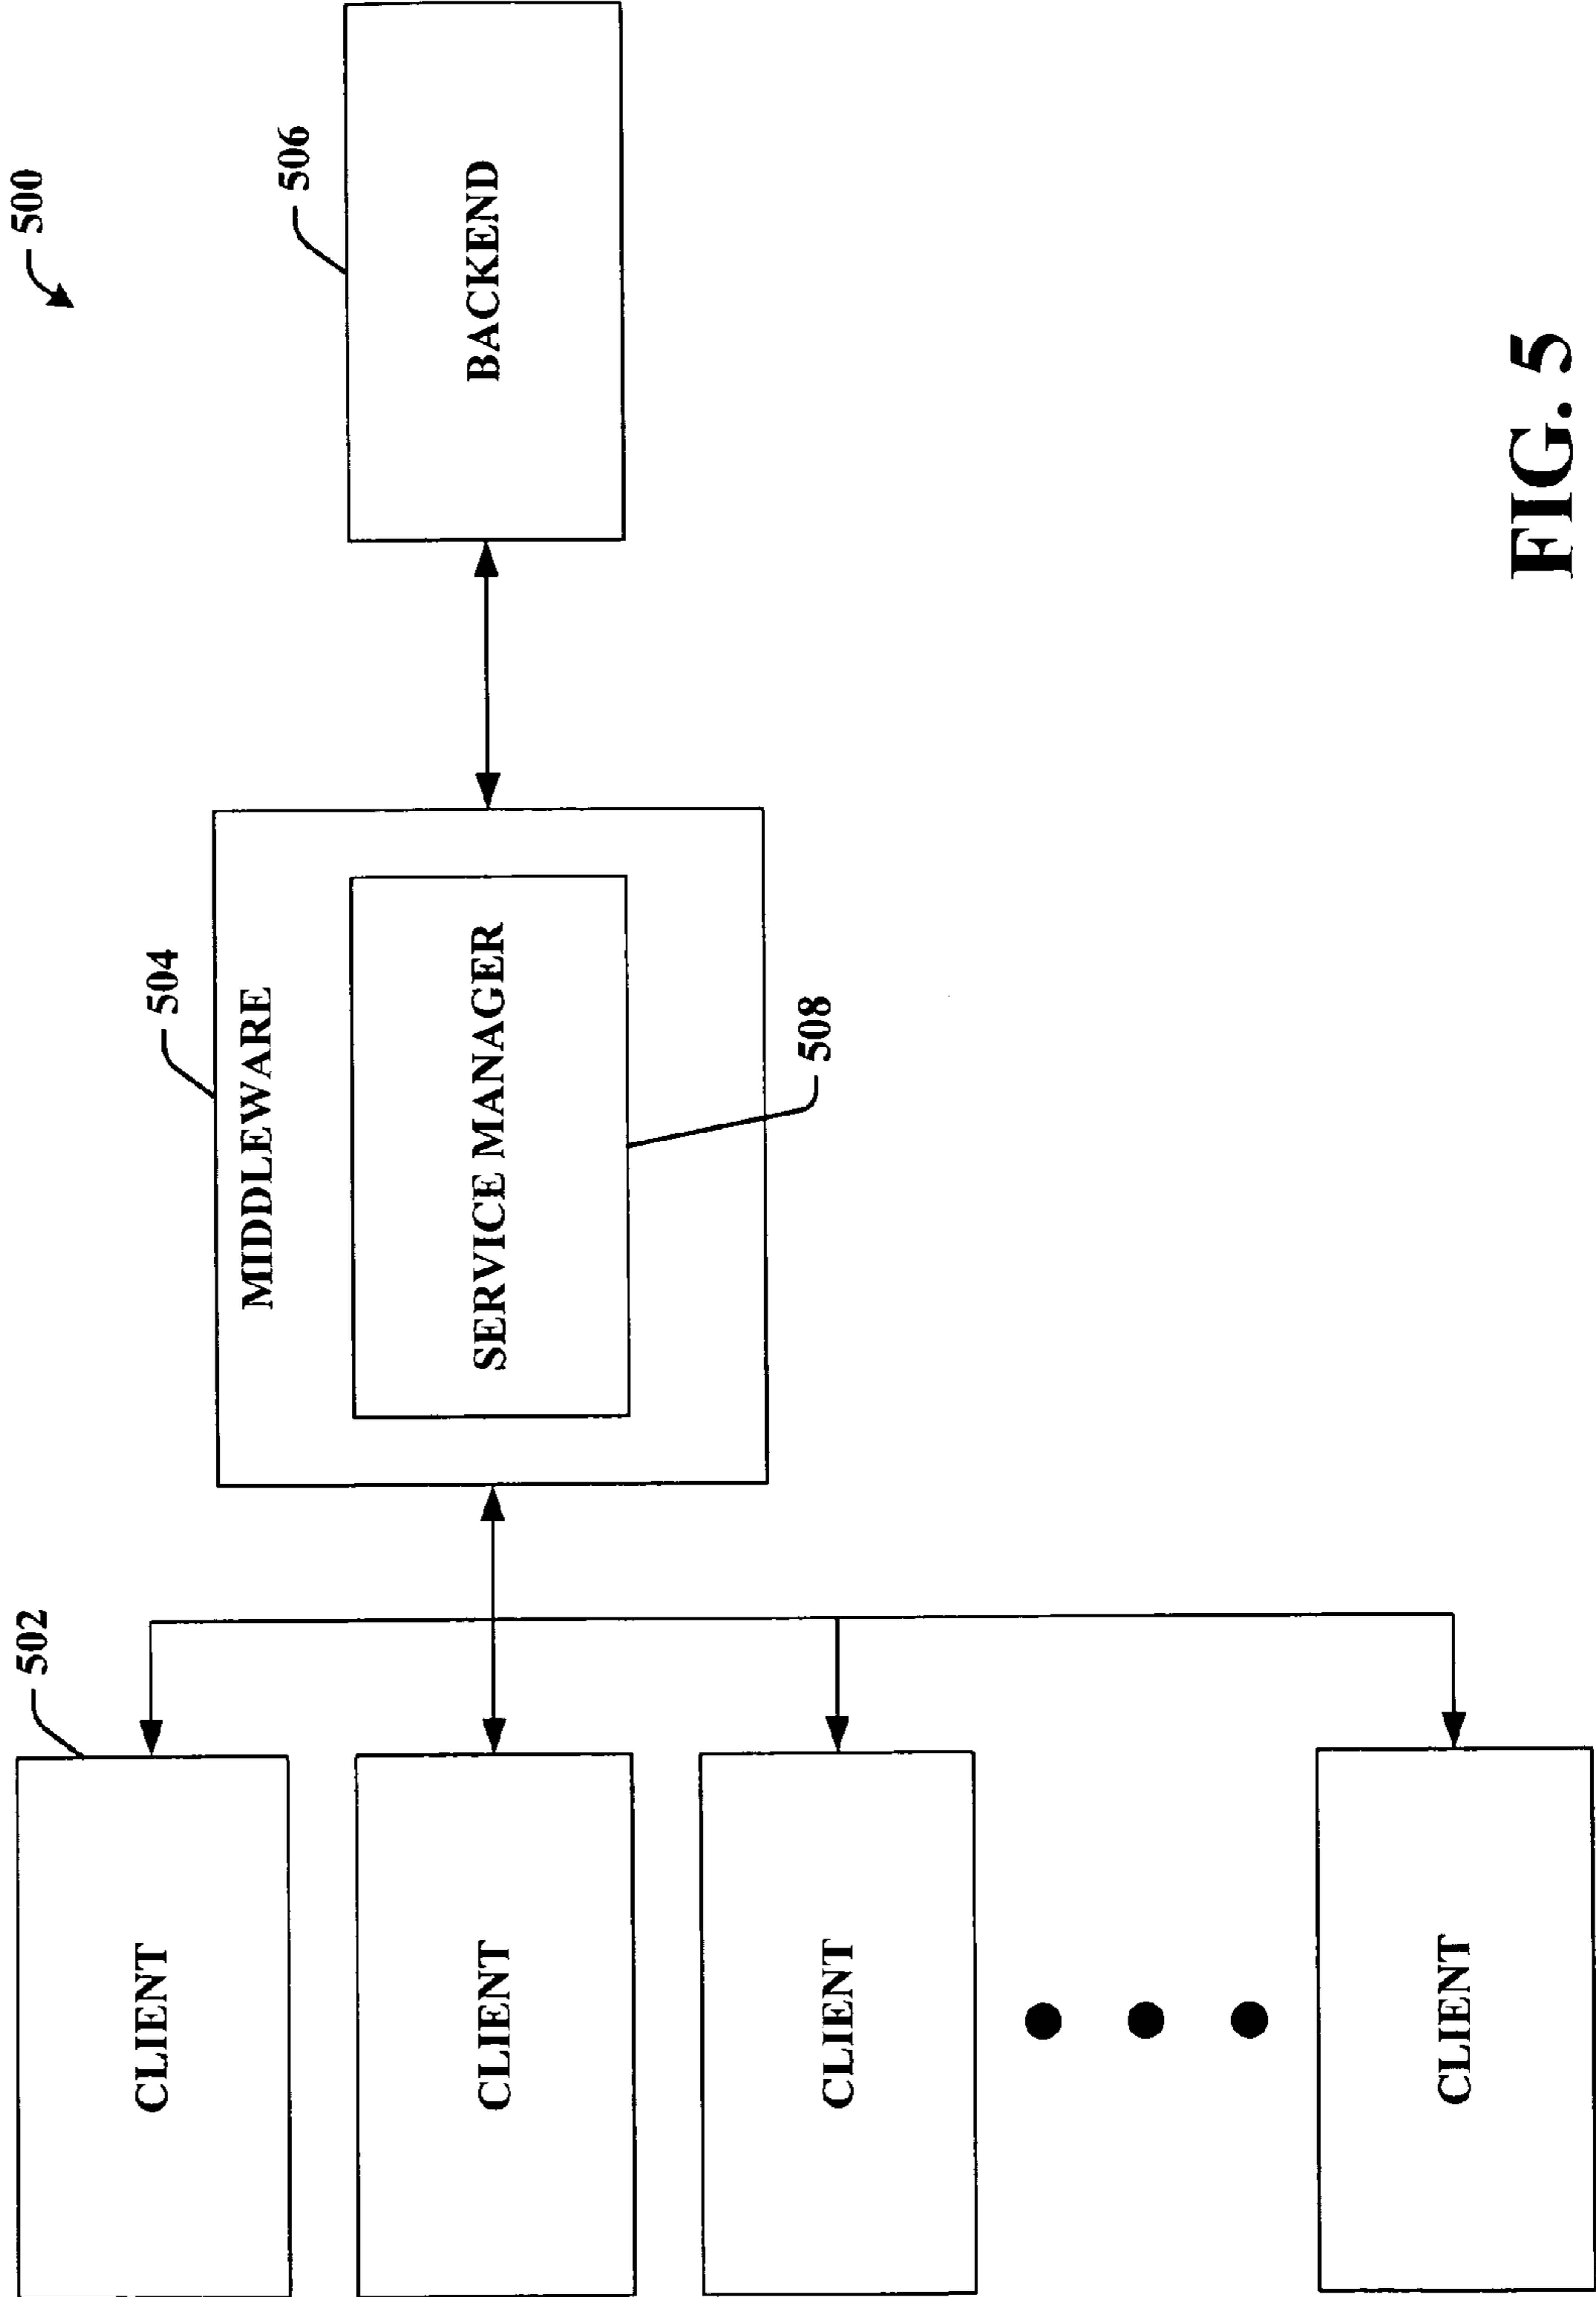 500
502
504
506
CLIENT
MIDDLEWARE
BACKEND
CLIENT
SERVICE MANAGER
CLIENT
508
CLIENT
FIG. 5